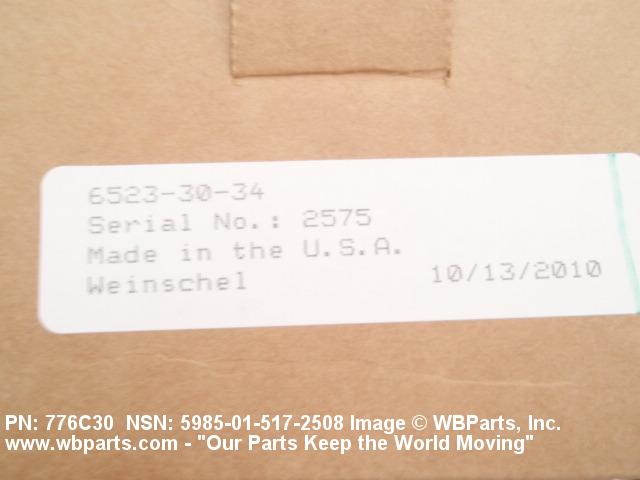 6523-30-34
Serial No.: 2575
Made in the U.S.A.
Weinschel 10/13/2010
PN: 776C30 NSN: 5985-01-517-2508 Image © WBParts, Inc.
www.wbparts.com - "Our Parts Keep the World Moving"